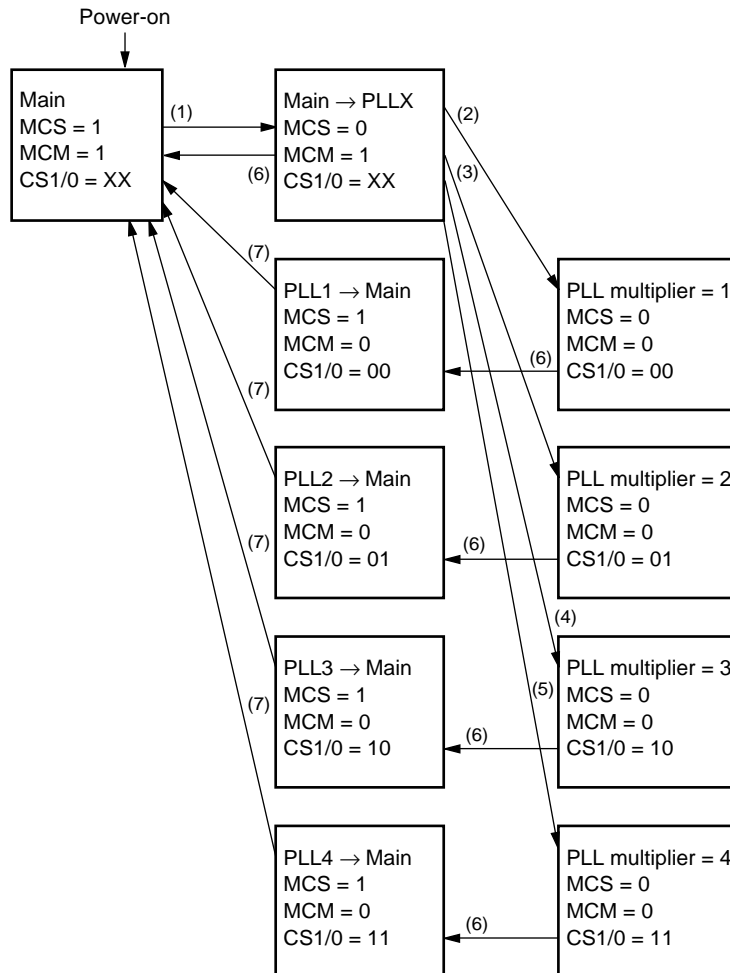 Power-on
Main
MCS = 1
MCM = 1
CS1/0 = XX
(1)
(6)
Main → PLLX
MCS = 0
MCM = 1
CS1/0 = XX
(2)
(3)
(7)
PLL1 → Main
MCS = 1
MCM = 0
CS1/0 = 00
(6)
PLL multiplier = 1
MCS = 0
MCM = 0
CS1/0 = 00
(7)
PLL2 → Main
MCS = 1
MCM = 0
CS1/0 = 01
(6)
PLL multiplier = 2
MCS = 0
MCM = 0
CS1/0 = 01
(7)
(4)
PLL3 → Main
MCS = 1
MCM = 0
CS1/0 = 10
(5)
(6)
PLL multiplier = 3
MCS = 0
MCM = 0
CS1/0 = 10
(7)
PLL4 → Main
MCS = 1
MCM = 0
CS1/0 = 11
(6)
PLL multiplier = 4
MCS = 0
MCM = 0
CS1/0 = 11